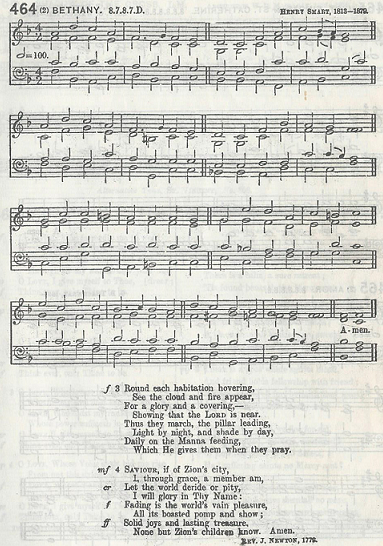 464 (2) BETHANY. 8.7.8.7.D. HENRY SMART, 1813-1879.
=100.
A-men.
f 3 Round each habitation hovering,
See the cloud and fire appear,
For a glory and a covering,—
Showing that the LORD is near.
Thus they march, the pillar leading,
Light by night, and shade by day,
Daily on the Manna feeding,
Which He gives them when they pray.
mf 4 SAVIOUR, if of Zion's city,
I, through grace, a member am,
cr Let the world deride or pity,
I will glory in Thy Name:
f Fading is the world's vain pleasure,
All its boasted pomp and show;
ff Solid joys and lasting treasure,
None but Zion's children know. Amen.
REV. J. NEWTON, 1779.